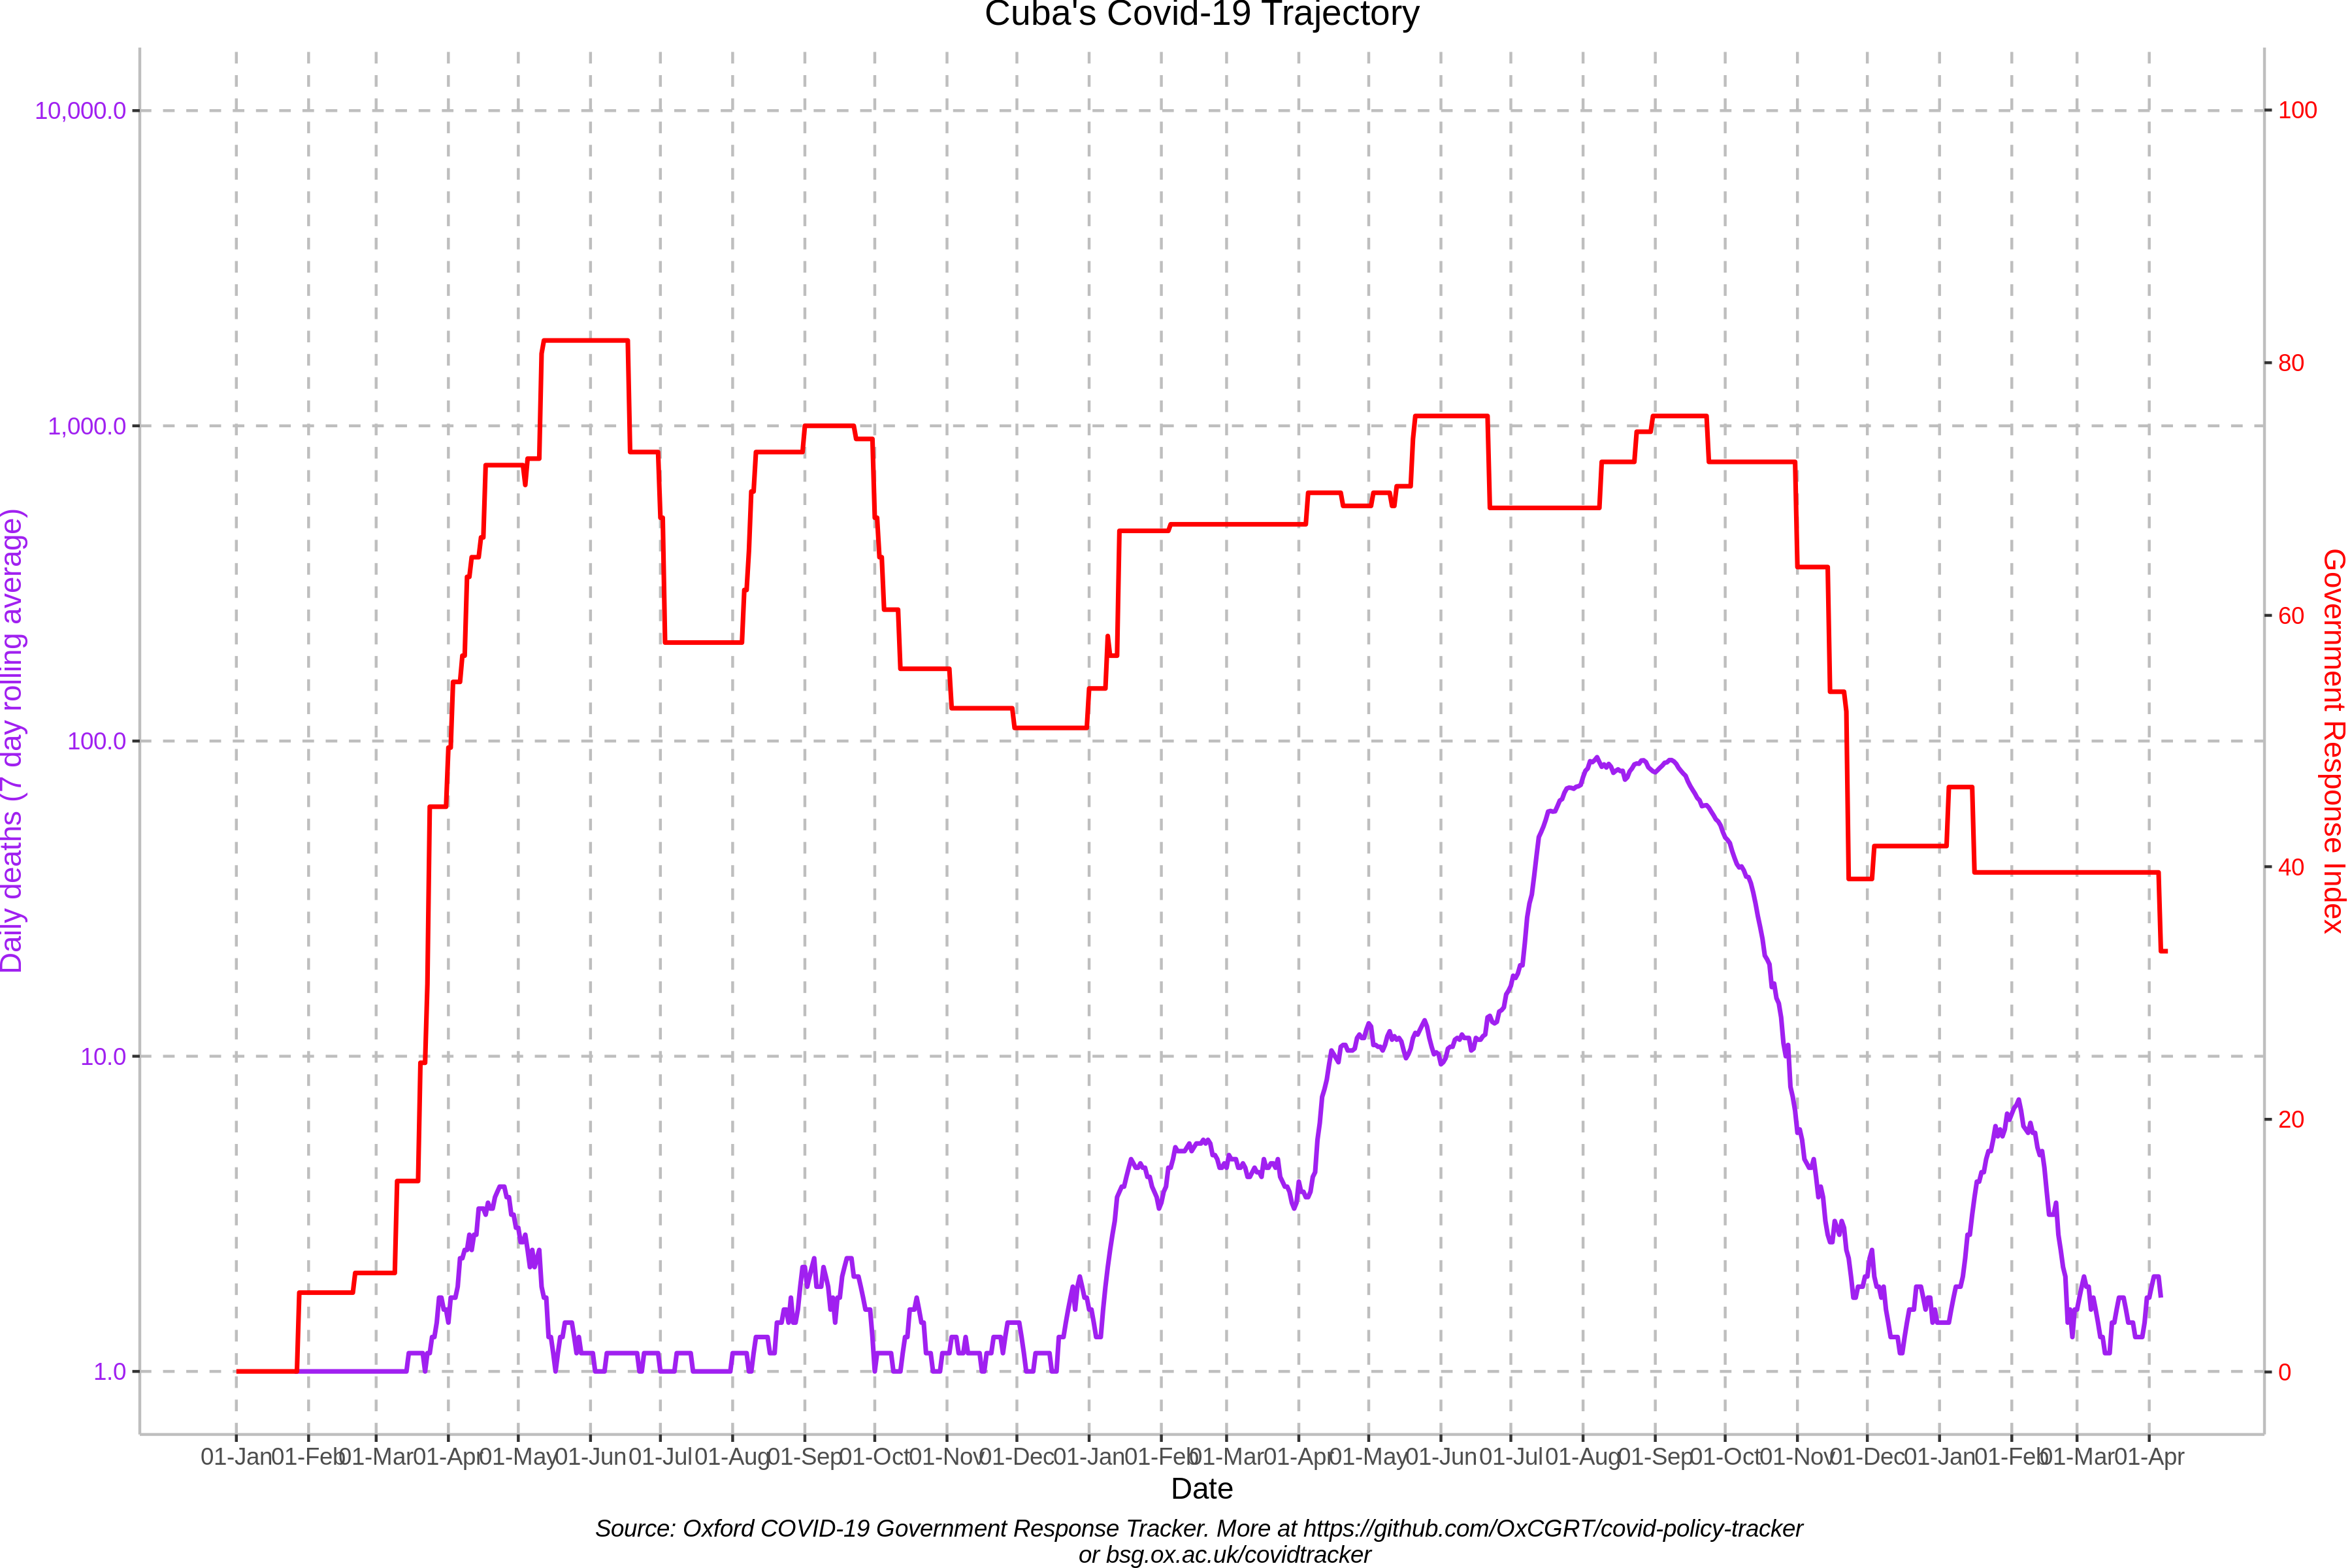 Cuba's Covid-19 Trajectory
10,000.0
1,000.0
100.0
10.0
1.0
Daily deaths (7 day rolling average)
100
80
60
40
20
0
Government Response Index
01-Jan 01-Feb 01-Mar 01-Apr 01-May 01-Jun 01-Jul 01-Aug 01-Sep 01-Oct 01-Nov 01-Dec 01-Jan 01-Feb 01-Mar 01-Apr 01-May 01-Jun 01-Jul 01-Aug 01-Sep 01-Oct 01-Nov 01-Dec 01-Jan 01-Feb 01-Mar 01-Apr
Date
Source: Oxford COVID-19 Government Response Tracker. More at https://github.com/OxCGRT/covid-policy-tracker
or bsg.ox.ac.uk/covidtracker